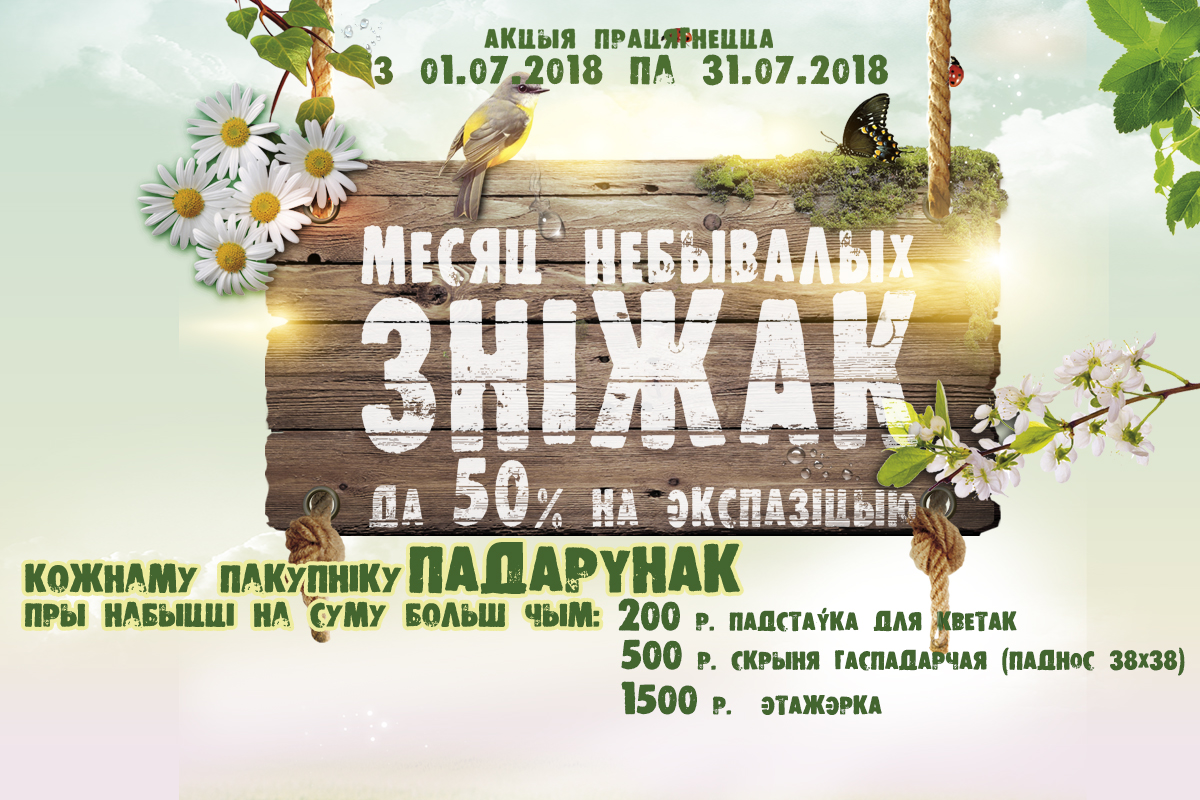 АКЦЫЯ ПРАЦЯГНЕЦЦА
З 01.07.2018 ПА 31.07.2018
МЕСЯЦ НЕБЫВАЛЫХ
ЗНІЖАК
ДА 50% НА ЭКСПАЗІЦЫЮ
КОЖНАМУ ПАКУПНІКУ ПАДАРУНАК
ПРЫ НАБЫЦЦІ НА СУМУ БОЛЬШ ЧЫМ: 200 Р. ПАДСТАЎКА ДЛЯ КВЕТАК
500 Р. СКРЫНЯ ГАСПАДАРЧАЯ (ПАДНОС 38х38)
1500 Р. ЭТАЖЭРКА